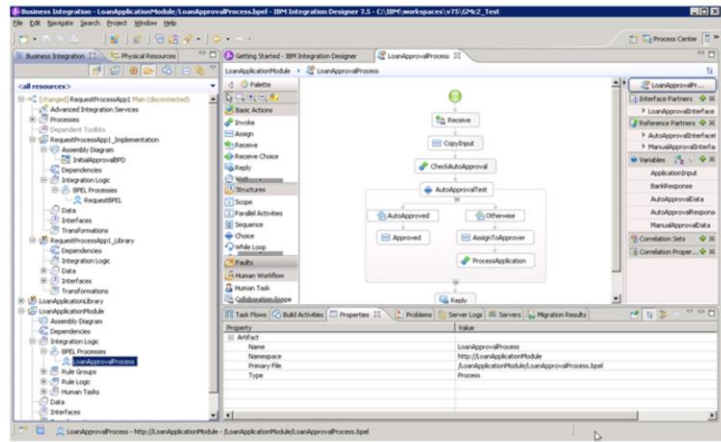 Business Integration - LoanApplicationModule/LoanApprovalProcess.bpel - IBM Integration Designer 7.5 - C:\IBM\workspaces\v75\GMc2_Test
File Edit Navigate Search Project Window Help
Process Center
Business Integration
Physical Resources
<all resources>
[changed] RequestProcessApp1 Main (disconnected)
Advanced Integration Services
Processes
Dependent Toolkits
RequestProcessApp1_Implementation
Assembly Diagram
InitialApprovalBPD
Dependencies
Integration Logic
BPEL Processes
RequestBPEL
Data
Interfaces
Transformations
RequestProcessApp1_Library
Dependencies
Integration Logic
Data
Interfaces
Transformations
LoanApplicationLibrary
LoanApplicationModule
Assembly Diagram
Dependencies
Integration Logic
BPEL Processes
LoanApprovalProcess
Rule Groups
Rule Logic
Human Tasks
Data
Interfaces
Getting Started - IBM Integration Designer
LoanApprovalProcess
LoanApplicationModule
LoanApprovalProcess
Palette
Basic Actions
Invoke
Assign
Receive
Receive Choice
Reply
Wait
Structures
Scope
Parallel Activities
Sequence
Choice
While Loop
Faults
Human Workflow
Human Task
Collaboration Scope
Receive
CopyInput
CheckAutoApproval
AutoApprovalTest
AutoApproved
Otherwise
Approved
AssignToApprover
ProcessApplication
Reply
LoanApprovalPr...
Interface Partners
LoanApprovalInterface
Reference Partners
AutoApprovalInterfac
ManualApprovalInterfa
Variables
ApplicationInput
BankResponse
AutoApprovalData
AutoApprovalRespons
ManualApprovalData
Correlation Sets
Correlation Proper...
Task Flows
Build Activities
Properties
Problems
Server Logs
Servers
Migration Results
Property Value
Artifact
Name LoanApprovalProcess
Namespace http://LoanApplicationModule
Primary File /LoanApplicationModule/LoanApprovalProcess.bpel
Type Process
LoanApprovalProcess - http://LoanApplicationModule - /LoanApplicationModule/LoanApprovalProcess.bpel